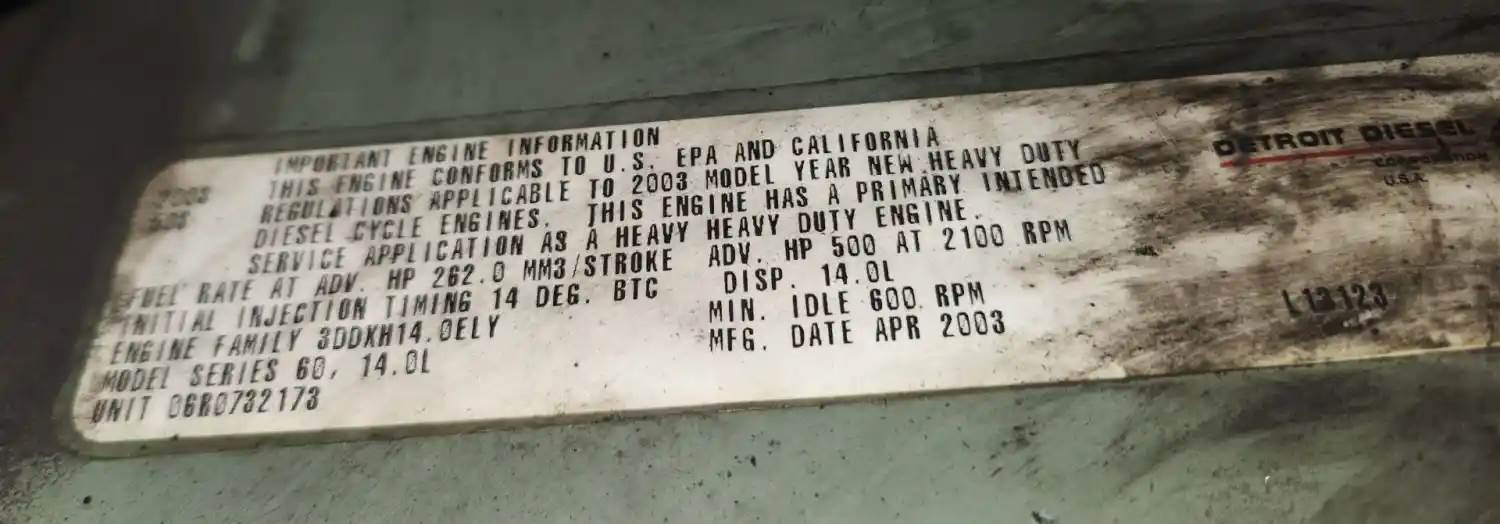 IMPORTANT ENGINE INFORMATION
THIS ENGINE CONFORMS TO U.S. EPA AND CALIFORNIA
REGULATIONS APPLICABLE TO 2003 MODEL YEAR NEW HEAVY DUTY
DIESEL CYCLE ENGINES. THIS ENGINE HAS A PRIMARY INTENDED
SERVICE APPLICATION AS A HEAVY HEAVY DUTY ENGINE.
FUEL RATE AT ADV. HP 262.0 MM3/STROKE ADV. HP 500 AT 2100 RPM
INITIAL INJECTION TIMING 14 DEG. BTC DISP. 14.0L
ENGINE FAMILY 3DDXH14.0ELY MIN. IDLE 600 RPM
MODEL SERIES 60, 14.0L MFG. DATE APR 2003
UNIT 06R0732173
2003
DETROIT DIESEL
CORPORATION
U.S.A.